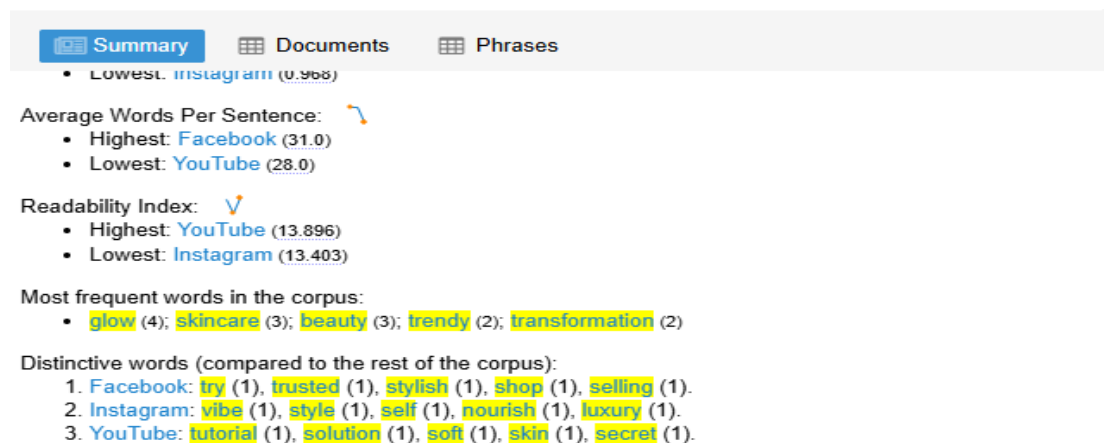 Summary Documents Phrases
• Lowest: Instagram (0.968)
Average Words Per Sentence:
• Highest: Facebook (31.0)
• Lowest: YouTube (28.0)
Readability Index:
• Highest: YouTube (13.896)
• Lowest: Instagram (13.403)
Most frequent words in the corpus:
• glow (4); skincare (3); beauty (3); trendy (2); transformation (2)
Distinctive words (compared to the rest of the corpus):
1. Facebook: try (1), trusted (1), stylish (1), shop (1), selling (1).
2. Instagram: vibe (1), style (1), self (1), nourish (1), luxury (1).
3. YouTube: tutorial (1), solution (1), soft (1), skin (1), secret (1).